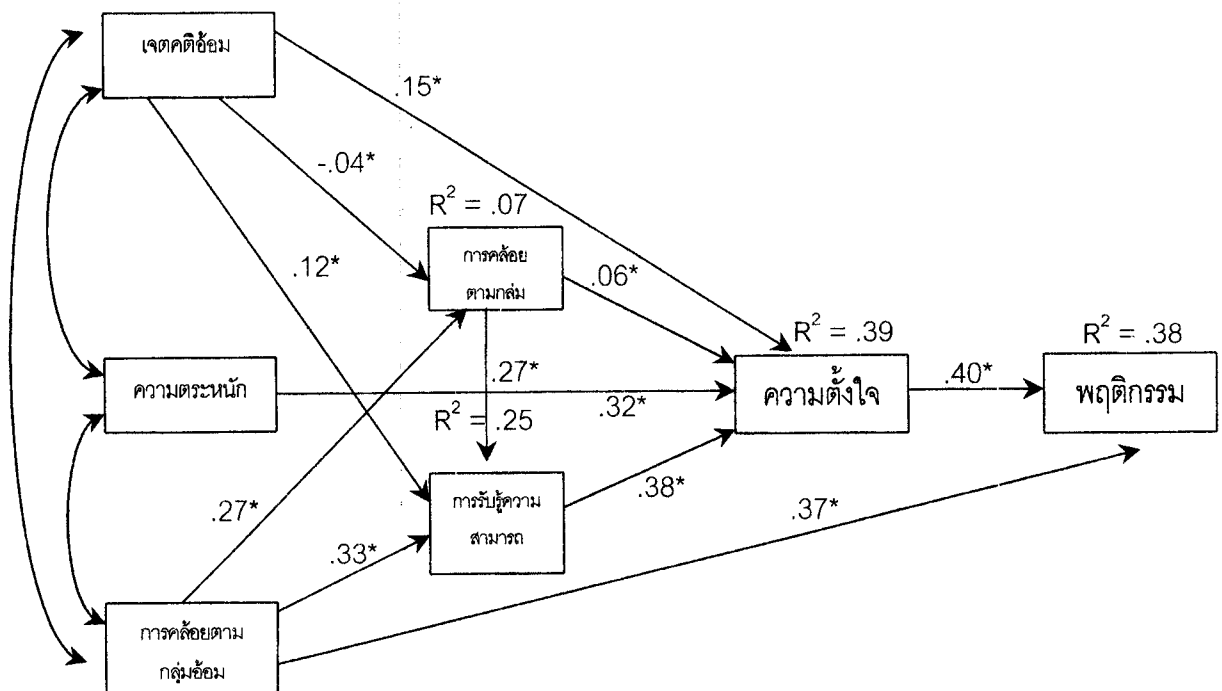 เจตคติอ้อม
.15*
-.04*
R² = .07
การคล้อย
ตามกลุ่ม
.12*
.06*
R² = .39
R² = .38
ความตระหนัก
.27*
.32*
ความตั้งใจ
.40*
พฤติกรรม
R² = .25
.27*
การรับรู้ความ
สามารถ
.38*
.37*
.33*
การคล้อยตาม
กลุ่มอ้อม